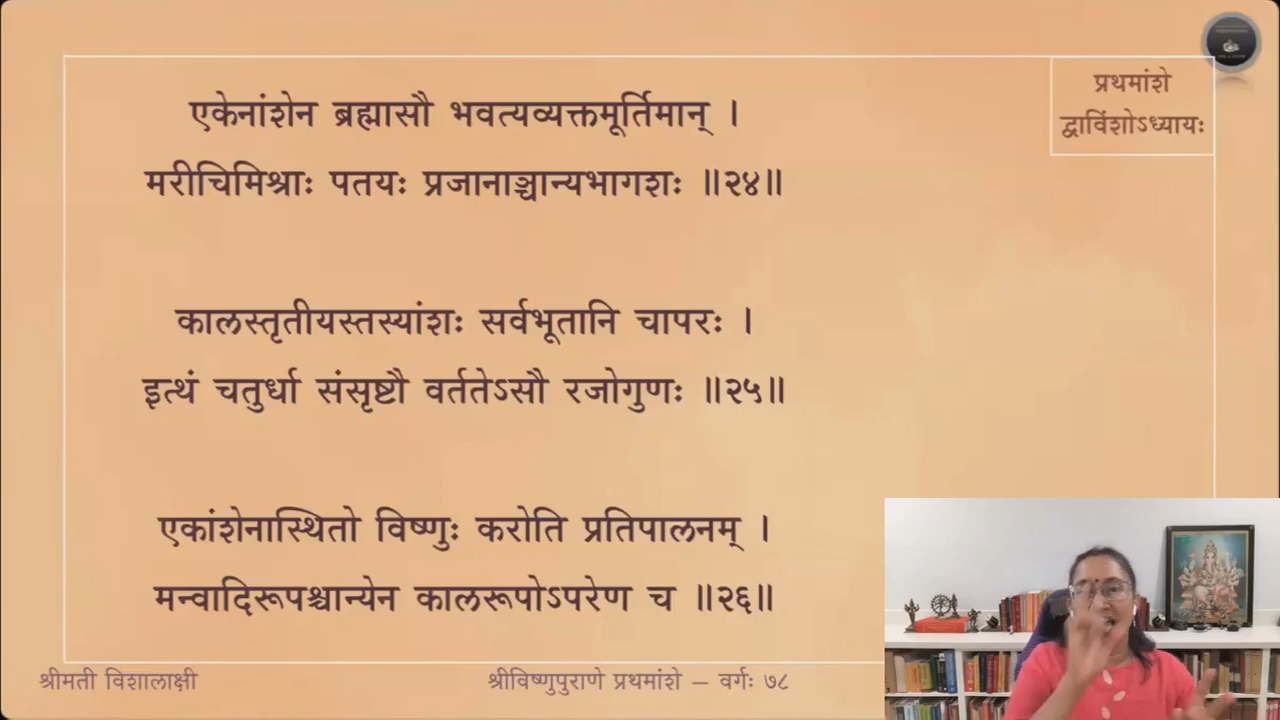 प्रथमांशे
द्वाविंशोऽध्यायः
एकेनांशेन ब्रह्मासौ भवत्यव्यक्तमूर्तिमान् ।
मरीचिमिश्राः पतयः प्रजानाञ्चान्यभागशः ॥२४॥
कालस्तृतीयस्तस्यांशः सर्वभूतानि चापरः ।
इत्थं चतुर्धा संसृष्टौ वर्ततेऽसौ रजोगुणः ॥२५॥
एकांशेनास्थितो विष्णुः करोति प्रतिपालनम् ।
मन्वादिरूपश्चान्येन कालरूपोऽपरेण च ॥२६॥
श्रीमती विशालाक्षी
श्रीविष्णुपुराणे प्रथमांशे – वर्गः ७८